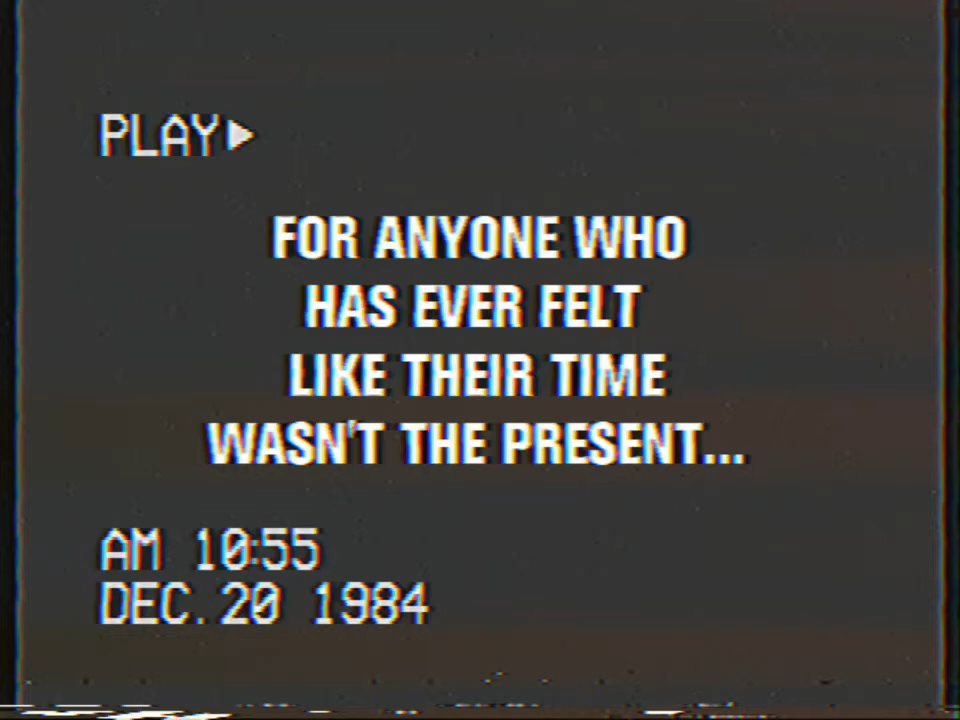 PLAY►
FOR ANYONE WHO
HAS EVER FELT
LIKE THEIR TIME
WASN'T THE PRESENT...
AM 10:55
DEC. 20 1984